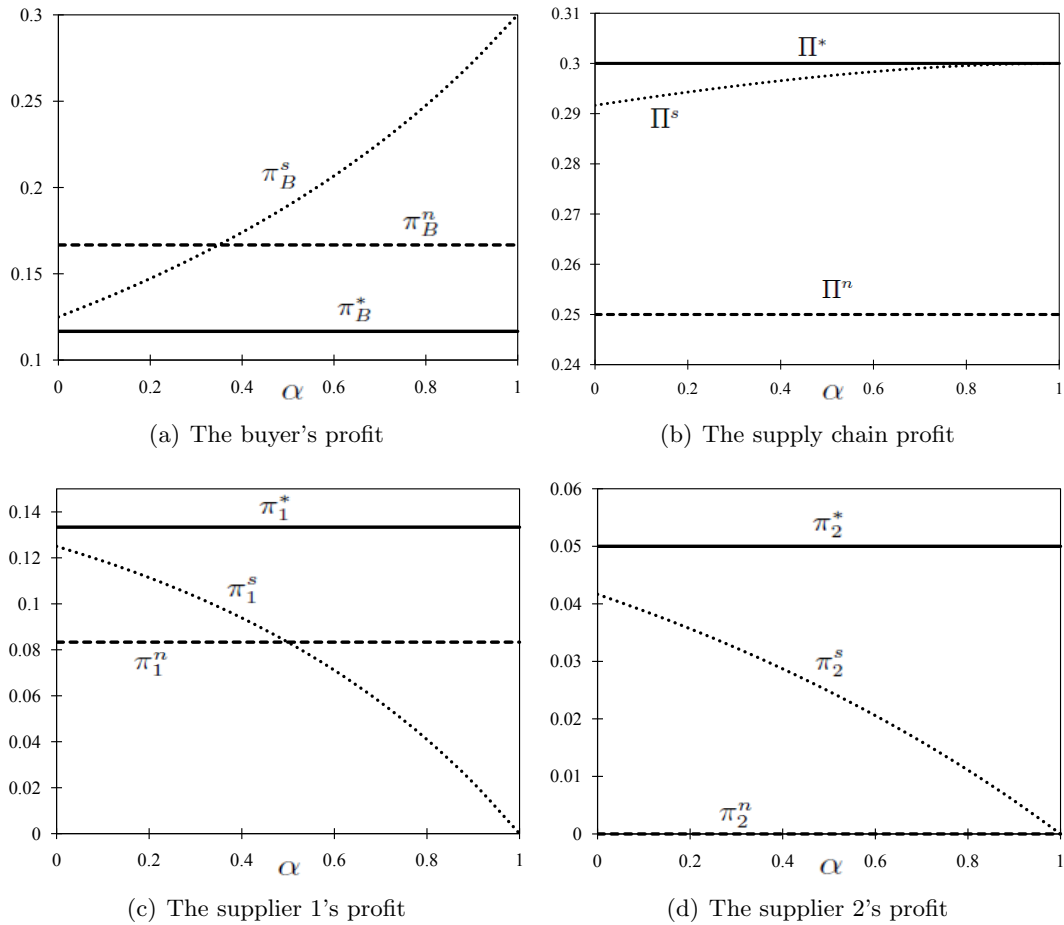 0.3
0.25
0.2
0.15
0.1
π_B^s
π_B^n
π_B^*
0 0.2 0.4 0.6 0.8 1
α
(a) The buyer's profit
0.31
0.3
0.29
0.28
0.27
0.26
0.25
0.24
Π*
Π^s
Π^n
0 0.2 0.4 0.6 0.8 1
α
(b) The supply chain profit
0.14
0.12
0.1
0.08
0.06
0.04
0.02
0
π_1^*
π_1^s
π_1^n
0 0.2 0.4 0.6 0.8 1
α
(c) The supplier 1's profit
0.06
0.05
0.04
0.03
0.02
0.01
0
π_2^*
π_2^s
π_2^n
0 0.2 0.4 0.6 0.8 1
α
(d) The supplier 2's profit